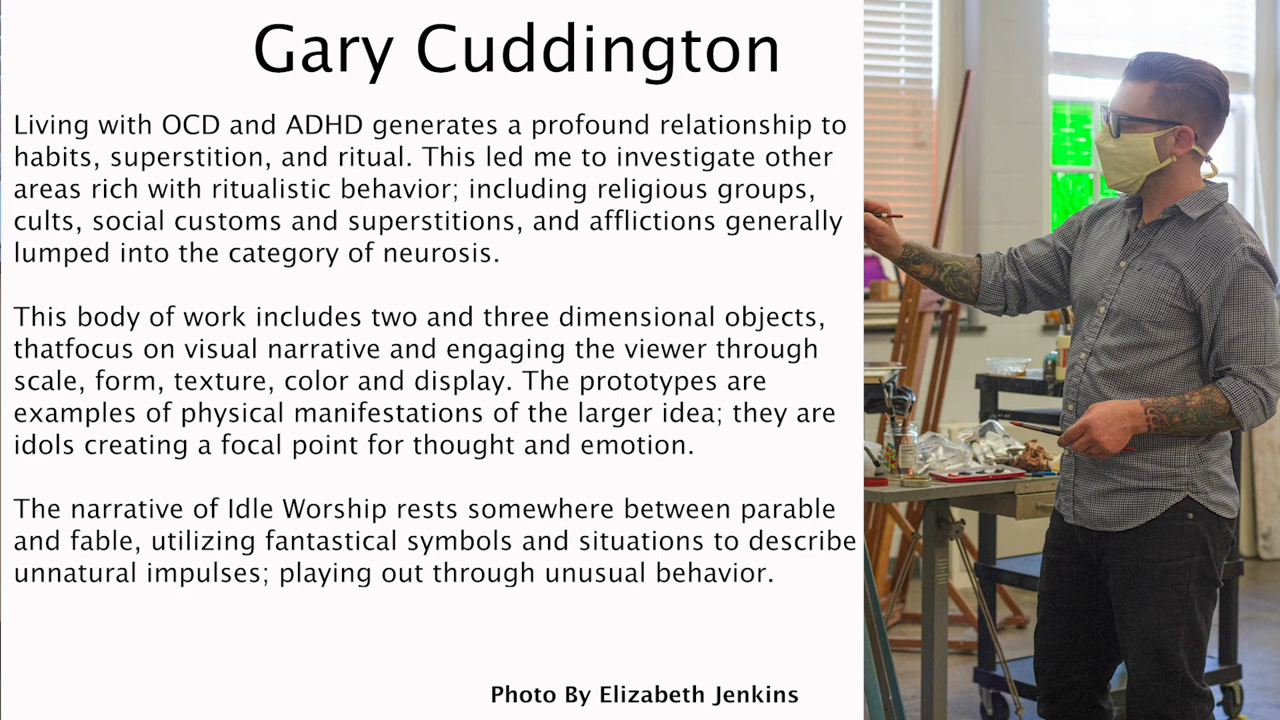 Gary Cuddington
Living with OCD and ADHD generates a profound relationship to
habits, superstition, and ritual. This led me to investigate other
areas rich with ritualistic behavior; including religious groups,
cults, social customs and superstitions, and afflictions generally
lumped into the category of neurosis.
This body of work includes two and three dimensional objects,
thatfocus on visual narrative and engaging the viewer through
scale, form, texture, color and display. The prototypes are
examples of physical manifestations of the larger idea; they are
idols creating a focal point for thought and emotion.
The narrative of Idle Worship rests somewhere between parable
and fable, utilizing fantastical symbols and situations to describe
unnatural impulses; playing out through unusual behavior.
Photo By Elizabeth Jenkins